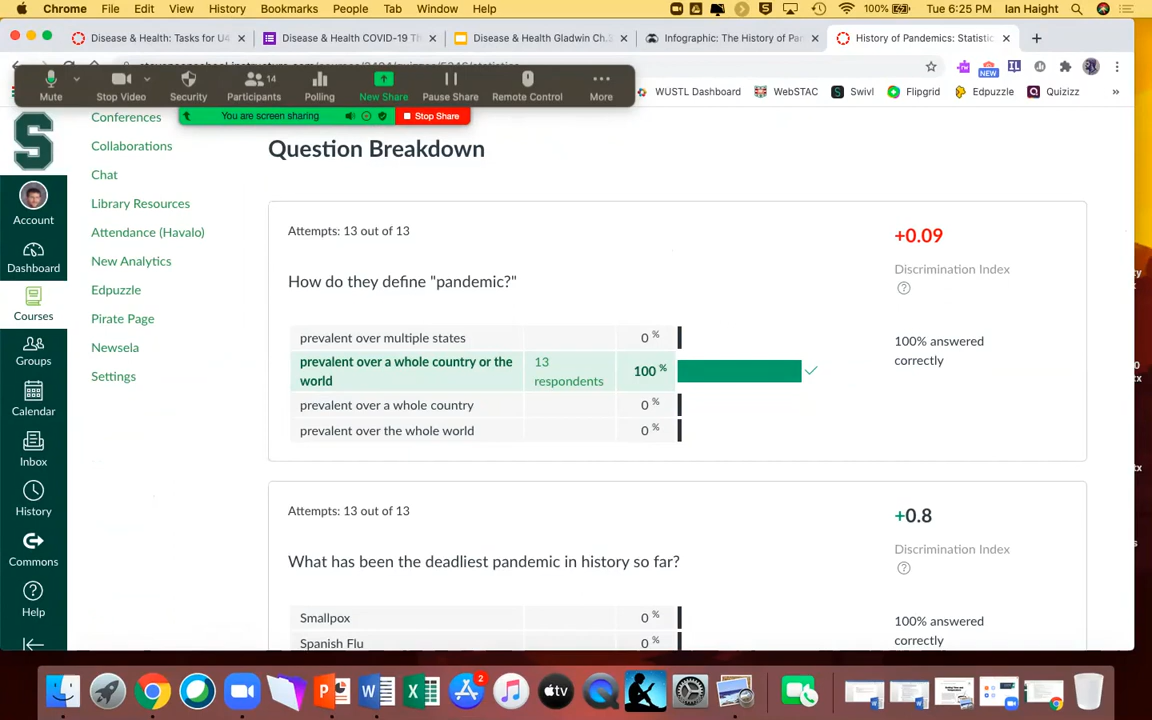 Chrome File Edit View History Bookmarks People Tab Window Help 100% Tue 6:25 PM Ian Haight
Disease & Health: Tasks for U4 Disease & Health COVID-19 Th Disease & Health Gladwin Ch. Infographic: The History of Pan History of Pandemics: Statistic
NEW
Mute Stop Video Security Participants 14 Polling New Share Pause Share Remote Control More
WUSTL Dashboard WebSTAC Swivl Flipgrid Edpuzzle Quizizz »
You are screen sharing Stop Share
Conferences
Collaborations
Chat
Library Resources
Attendance (Havalo)
New Analytics
Edpuzzle
Pirate Page
Newsela
Settings
S
Account
Dashboard
Courses
Groups
Calendar
Inbox
History
Commons
Help
Question Breakdown
Attempts: 13 out of 13
+0.09
Discrimination Index
How do they define "pandemic?"
prevalent over multiple states 0 %
prevalent over a whole country or the world 13 respondents 100 %
prevalent over a whole country 0 %
prevalent over the whole world 0 %
100% answered
correctly
Attempts: 13 out of 13
+0.8
Discrimination Index
What has been the deadliest pandemic in history so far?
Smallpox 0 %
Spanish Flu 0 %
100% answered
correctly
2
tv